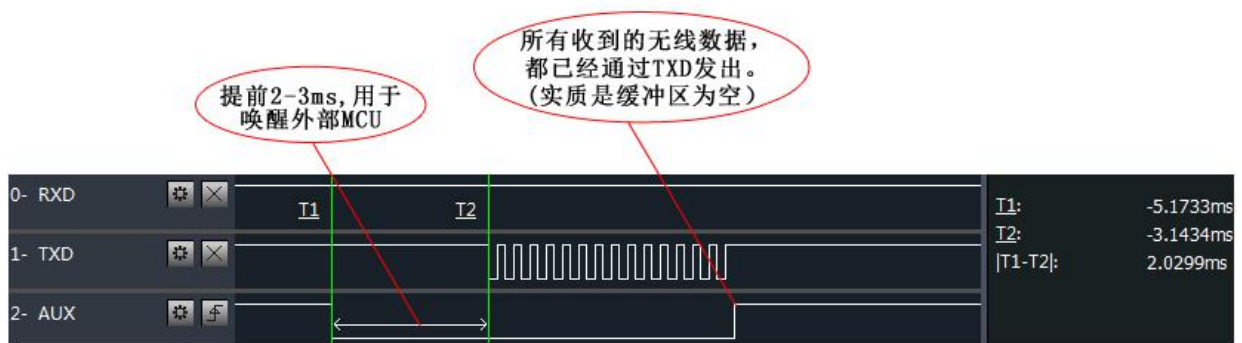 所有收到的无线数据，
都已经通过TXD发出。
(实质是缓冲区为空)
提前2-3ms,用于
唤醒外部MCU
0- RXD
T1
T2
1- TXD
2- AUX
T1: -5.1733ms
T2: -3.1434ms
|T1-T2|: 2.0299ms